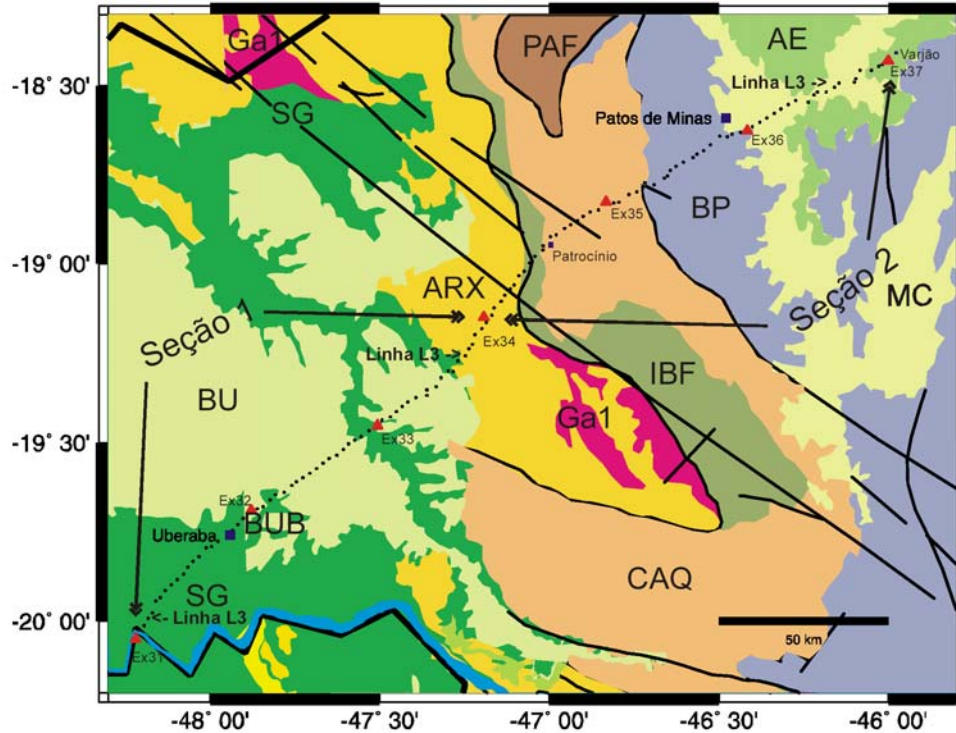 Ga1
PAF
AE
Varjão
Ex37
Linha L3 ->
-18° 30'
SG
Patos de Minas
Ex36
BP
Ex35
-19° 00'
Patrocínio
ARX
Seção 1
Seção 2
MC
Ex34
Linha L3 ->
BU
IBF
Ga1
-19° 30'
Ex33
Ex32
BUB
Uberaba
CAQ
SG
<- Linha L3
-20° 00'
50 km
Ex31
-48° 00'
-47° 30'
-47° 00'
-46° 30'
-46° 00'